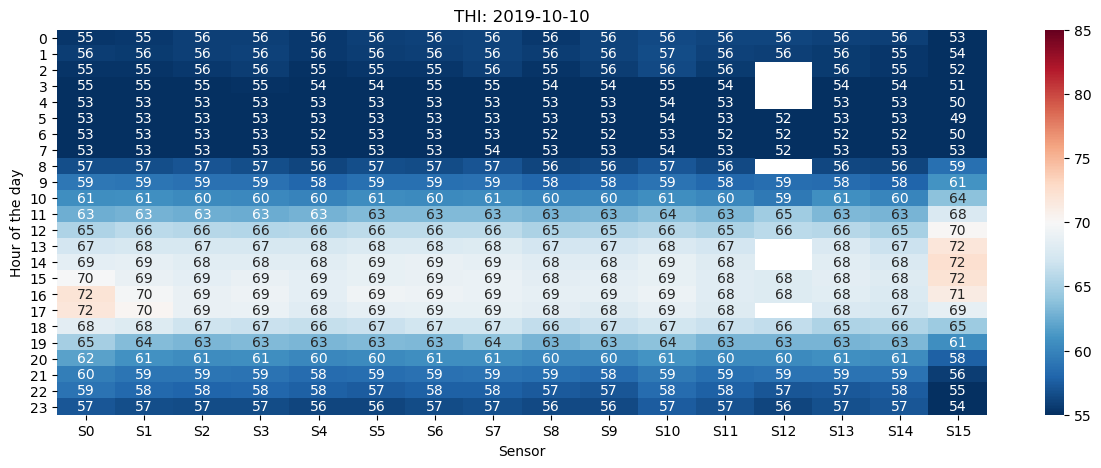 THI: 2019-10-10
0 55 55 56 56 56 56 56 56 56 56 56 56 56 56 56 53
1 56 56 56 56 56 56 56 56 56 56 57 56 56 56 55 54
2 55 55 56 56 55 55 55 56 55 56 56 56 56 55 52
3 55 55 55 55 54 54 55 55 54 54 55 54 54 54 51
4 53 53 53 53 53 53 53 53 53 53 54 53 53 53 50
5 53 53 53 53 53 53 53 53 53 53 54 53 52 53 53 49
6 53 53 53 53 52 53 53 53 52 52 53 52 52 52 52 50
7 53 53 53 53 53 53 53 54 53 53 54 53 52 53 53 53
8 57 57 57 57 56 57 57 57 56 56 57 56 56 56 59
9 59 59 59 59 58 59 59 59 58 58 59 58 59 58 58 61
10 61 61 60 60 60 61 60 61 60 60 61 60 59 61 60 64
11 63 63 63 63 63 63 63 63 63 63 64 63 65 63 63 68
12 65 66 66 66 66 66 66 66 65 65 66 65 66 66 65 70
13 67 68 67 67 68 68 68 68 67 67 68 67 68 67 72
14 69 69 68 68 68 69 69 69 68 68 69 68 68 68 72
15 70 69 69 69 68 69 69 69 68 68 69 68 68 68 68 72
16 72 70 69 69 69 69 69 69 69 69 69 68 68 68 68 71
17 72 70 69 69 68 69 69 69 68 68 69 68 68 67 69
18 68 68 67 67 66 67 67 67 66 67 67 67 66 65 66 65
19 65 64 63 63 63 63 63 64 63 63 64 63 63 63 63 61
20 62 61 61 61 60 60 61 61 60 60 61 60 60 61 61 58
21 60 59 59 59 58 59 59 59 59 58 59 59 59 59 59 56
22 59 58 58 58 58 57 58 58 57 57 58 58 57 57 58 55
23 57 57 57 57 56 56 57 57 56 56 57 57 56 57 57 54
S0 S1 S2 S3 S4 S5 S6 S7 S8 S9 S10 S11 S12 S13 S14 S15
Sensor
Hour of the day
85
80
75
70
65
60
55